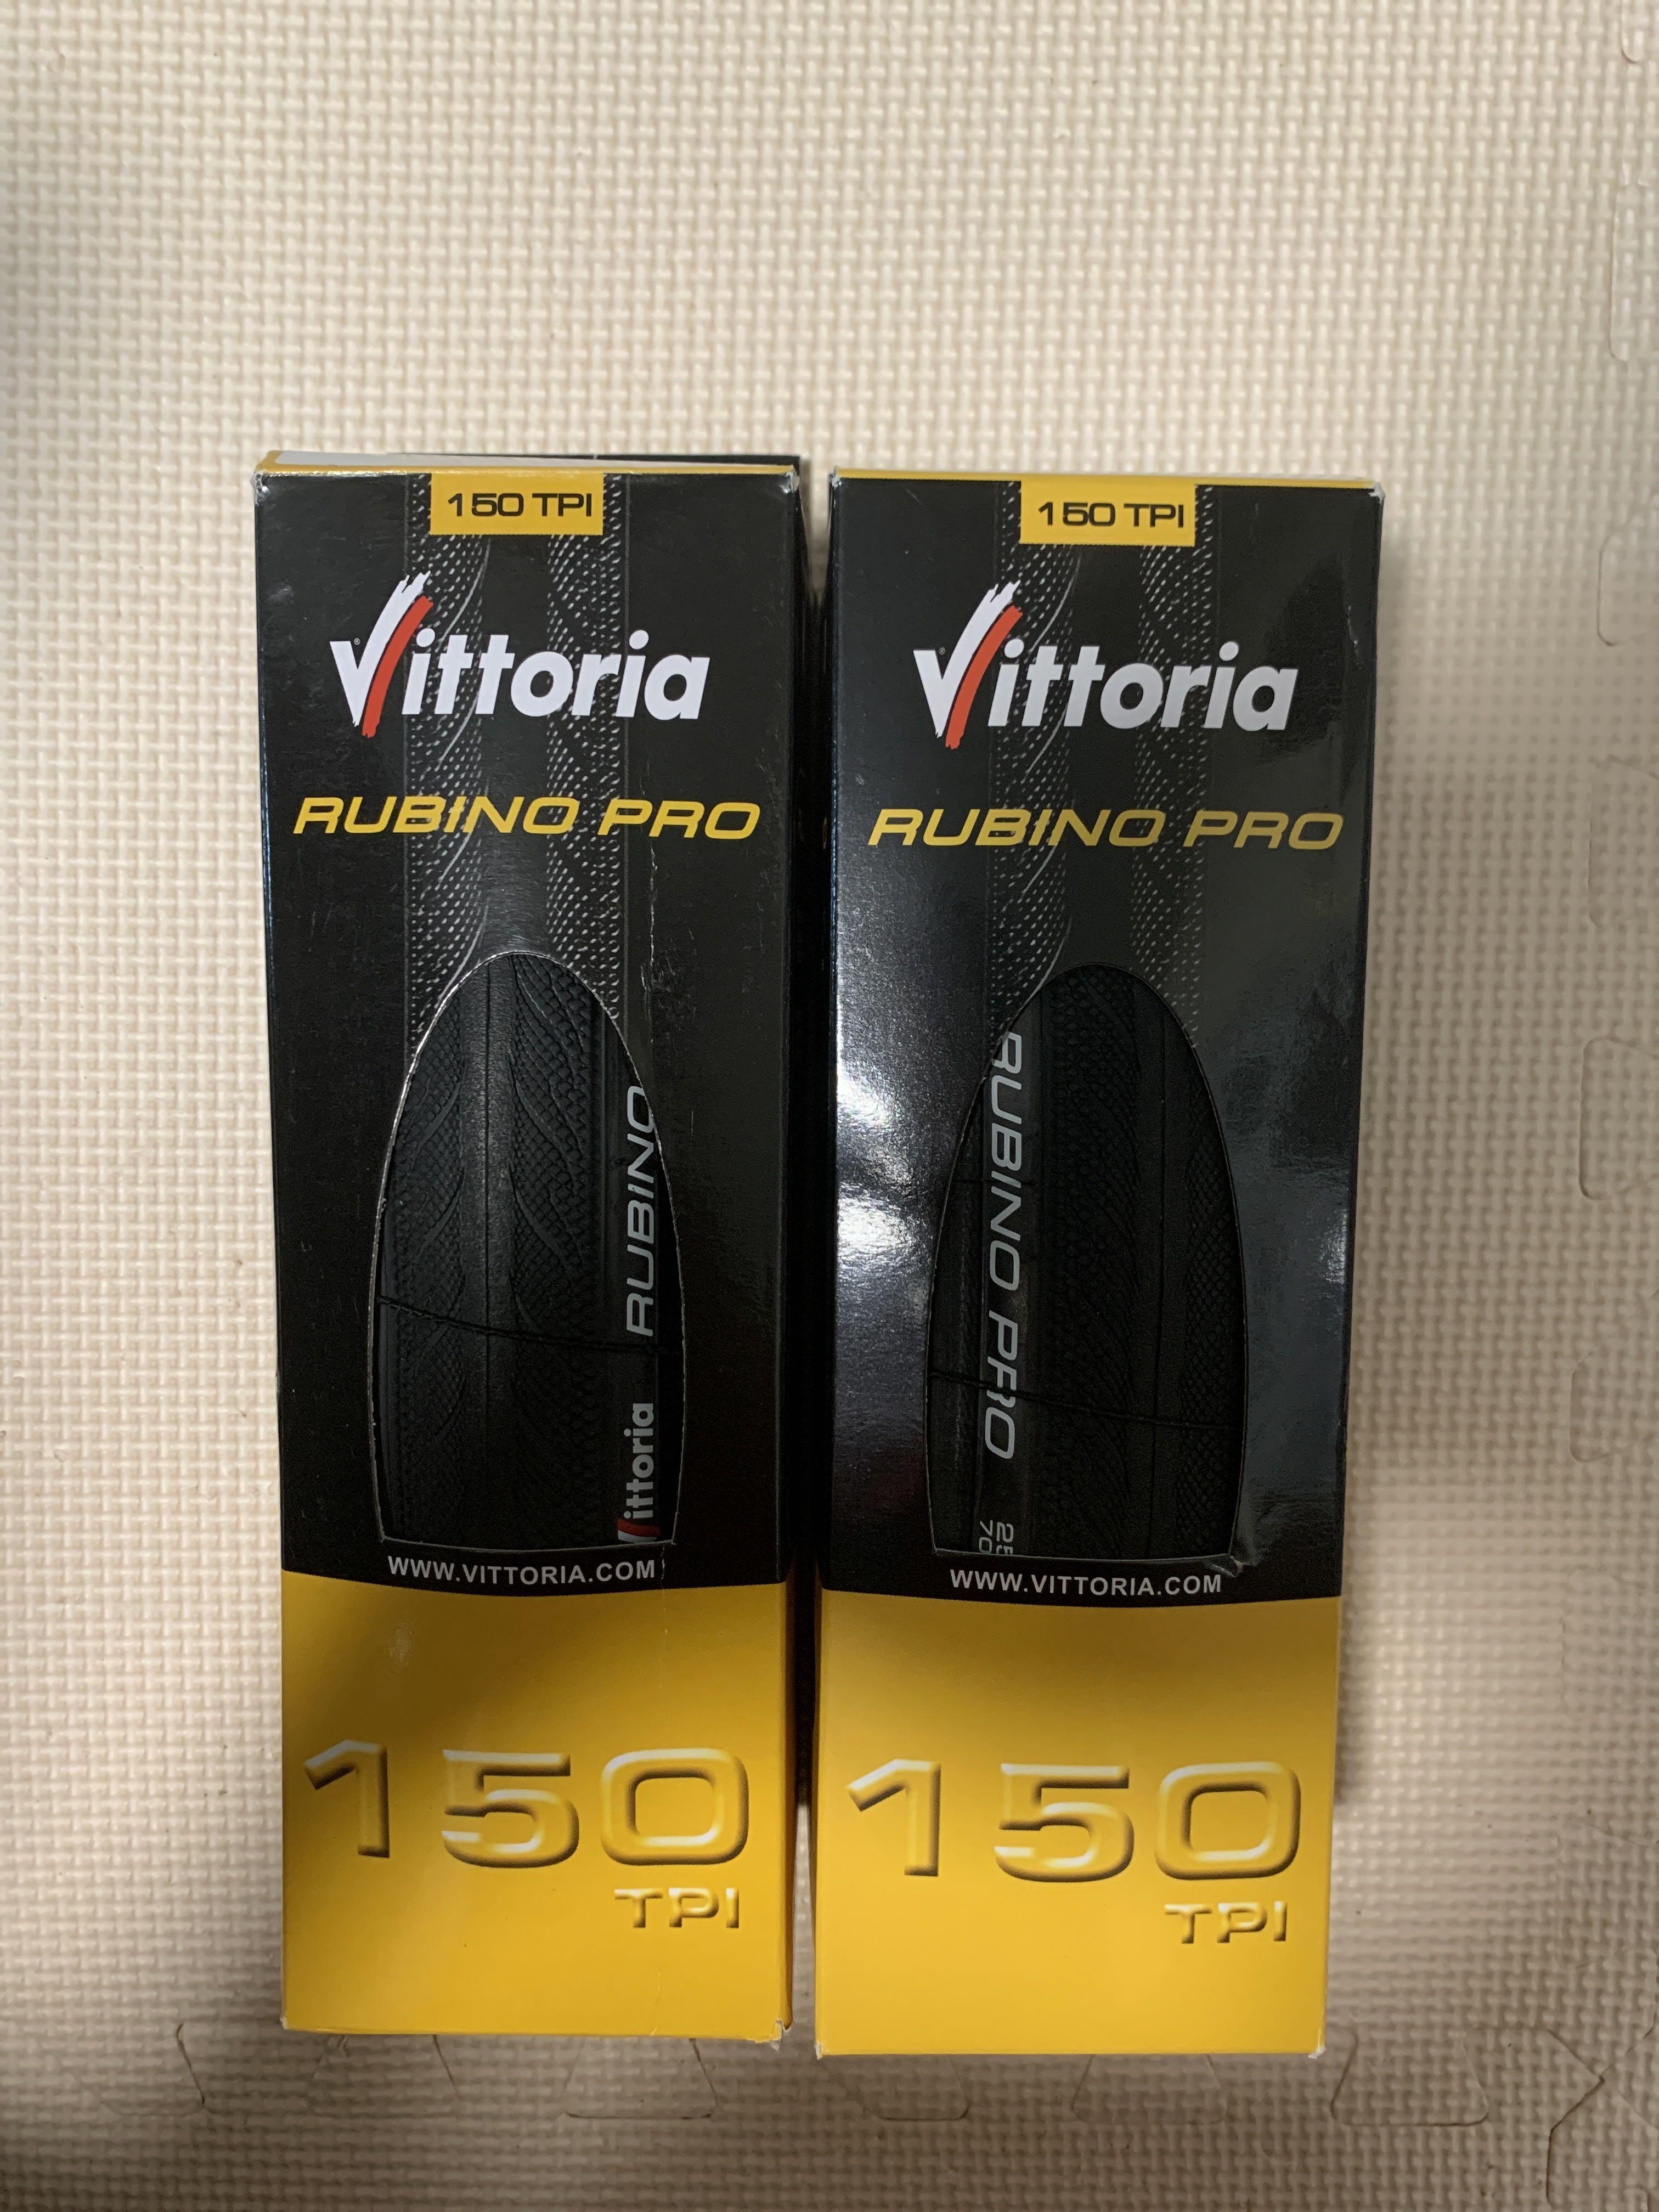 150 TPI
Vittoria
RUBINO PRO
RUBINO
Vittoria
WWW.VITTORIA.COM
150
TPI
150 TPI
Vittoria
RUBINO PRO
RUBINO PRO
WWW.VITTORIA.COM
150
TPI